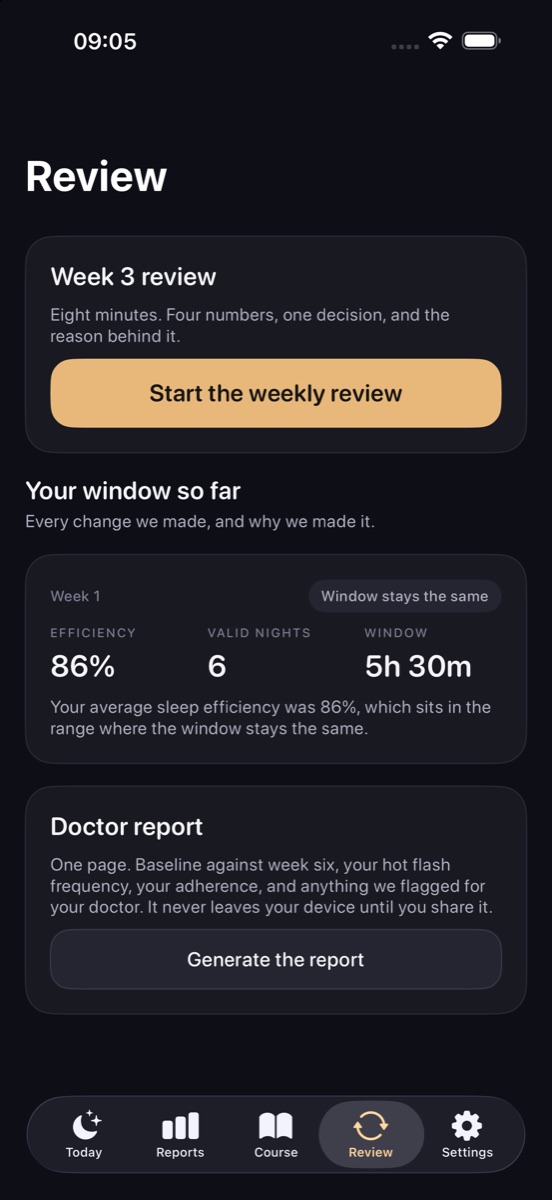 09:05
Review
Week 3 review
Eight minutes. Four numbers, one decision, and the
reason behind it.
Start the weekly review
Your window so far
Every change we made, and why we made it.
Week 1
Window stays the same
EFFICIENCY VALID NIGHTS WINDOW
86% 6 5h 30m
Your average sleep efficiency was 86%, which sits in the
range where the window stays the same.
Doctor report
One page. Baseline against week six, your hot flash
frequency, your adherence, and anything we flagged for
your doctor. It never leaves your device until you share it.
Generate the report
Today Reports Course Review Settings